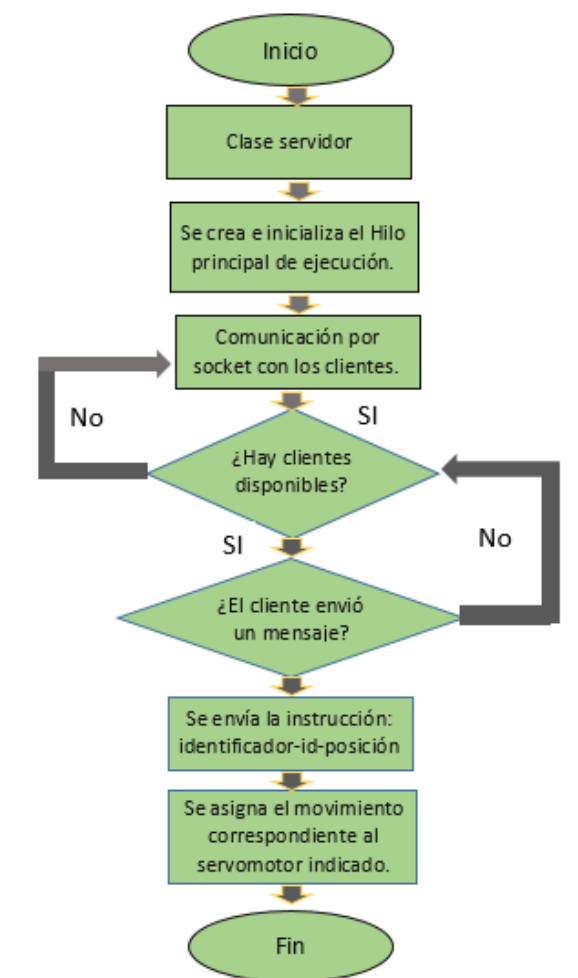 Inicio
Clase servidor
Se crea e inicializa el Hilo
principal de ejecución.
Comunicación por
socket con los clientes.
No
SI
¿Hay clientes
disponibles?
SI
No
¿El cliente envió
un mensaje?
Se envía la instrucción:
identificador-id-posición
Se asigna el movimiento
correspondiente al
servomotor indicado.
Fin